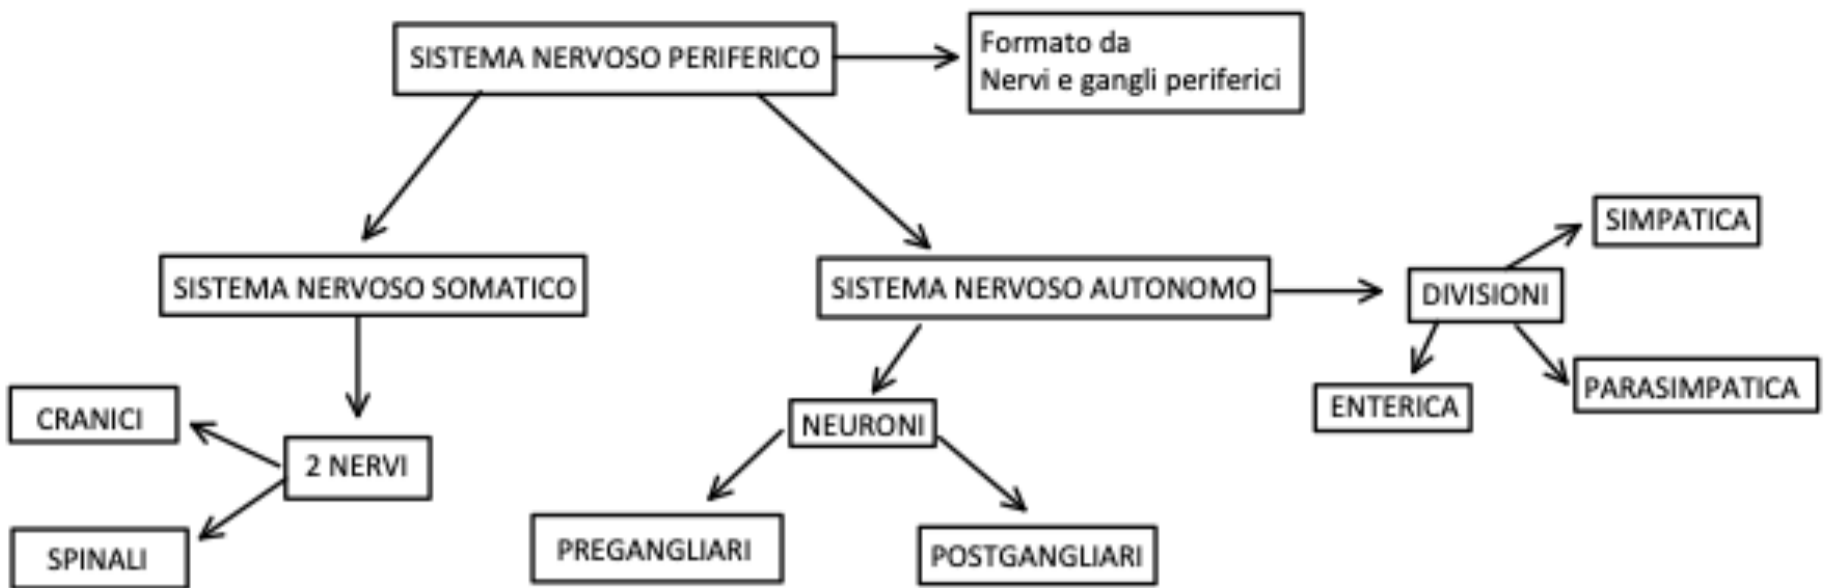 SISTEMA NERVOSO PERIFERICO
Formato da
Nervi e gangli periferici
SIMPATICA
SISTEMA NERVOSO SOMATICO
SISTEMA NERVOSO AUTONOMO
DIVISIONI
ENTERICA
PARASIMPATICA
CRANICI
NEURONI
2 NERVI
SPINALI
PREGANGLIARI
POSTGANGLIARI